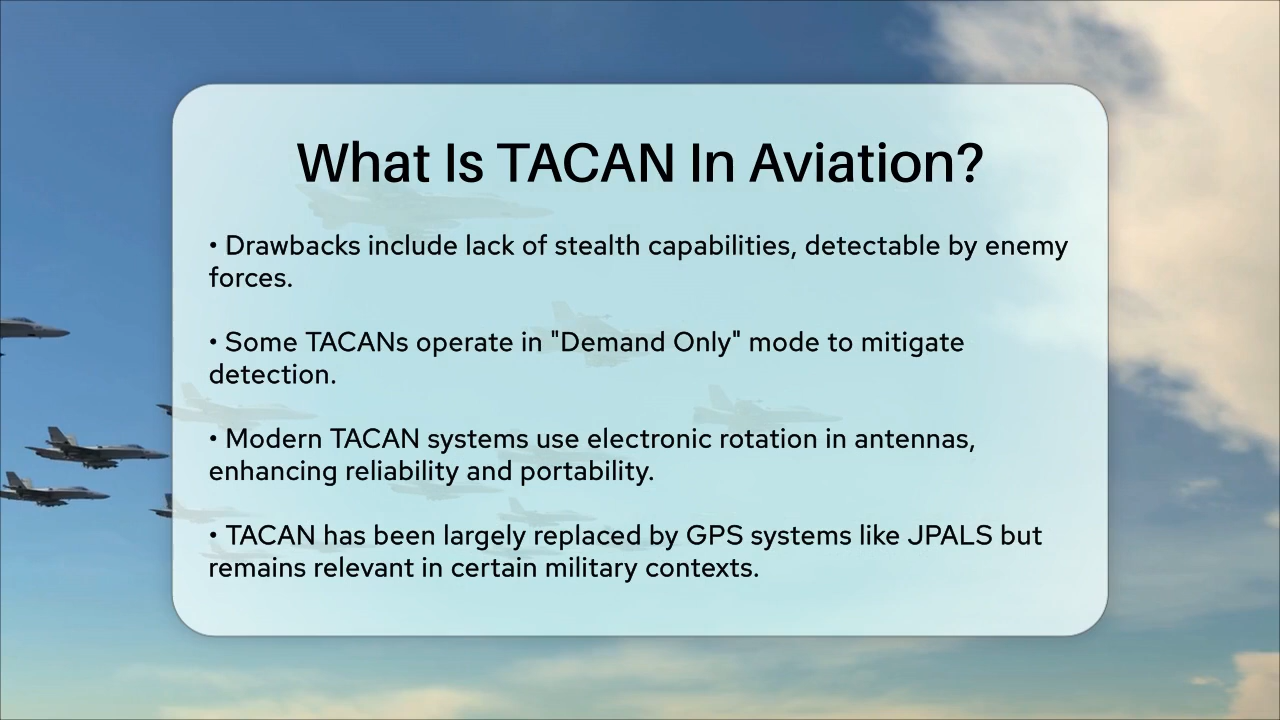 What Is TACAN In Aviation?
• Drawbacks include lack of stealth capabilities, detectable by enemy
forces.
• Some TACANs operate in "Demand Only" mode to mitigate
detection.
• Modern TACAN systems use electronic rotation in antennas,
enhancing reliability and portability.
• TACAN has been largely replaced by GPS systems like JPALS but
remains relevant in certain military contexts.